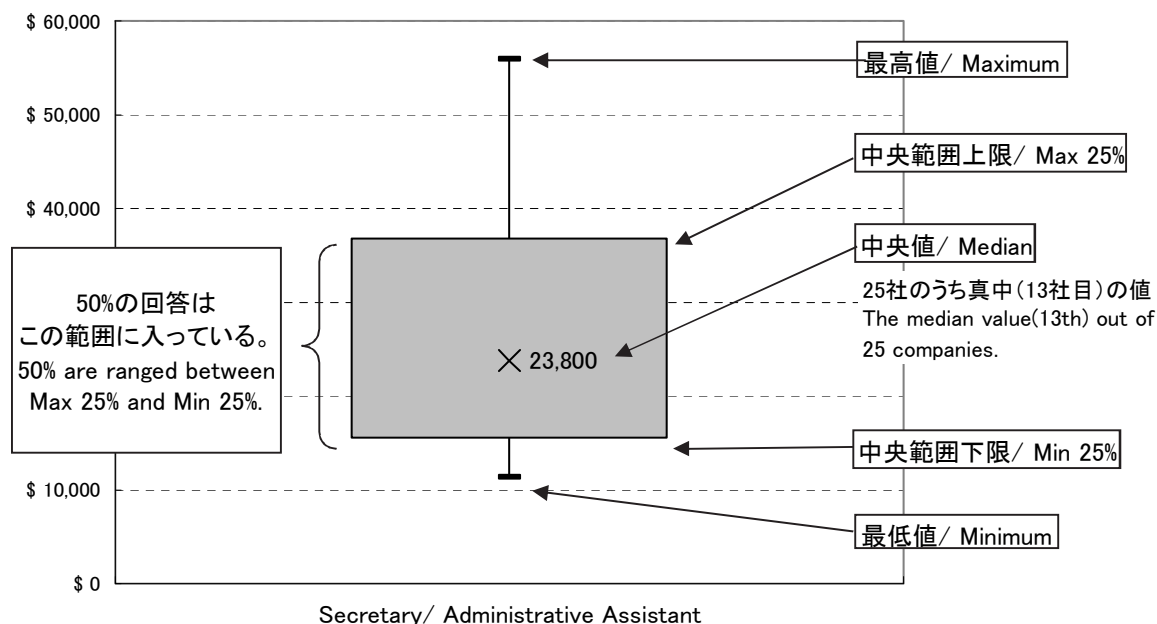 $ 60,000
最高値/ Maximum
$ 50,000
中央範囲上限/ Max 25%
$ 40,000
中央値/ Median
25社のうち真中(13社目)の値
The median value(13th) out of
25 companies.
50%の回答は
この範囲に入っている。
50% are ranged between
Max 25% and Min 25%.
23,800
中央範囲下限/ Min 25%
$ 10,000
最低値/ Minimum
$ 0
Secretary/ Administrative Assistant